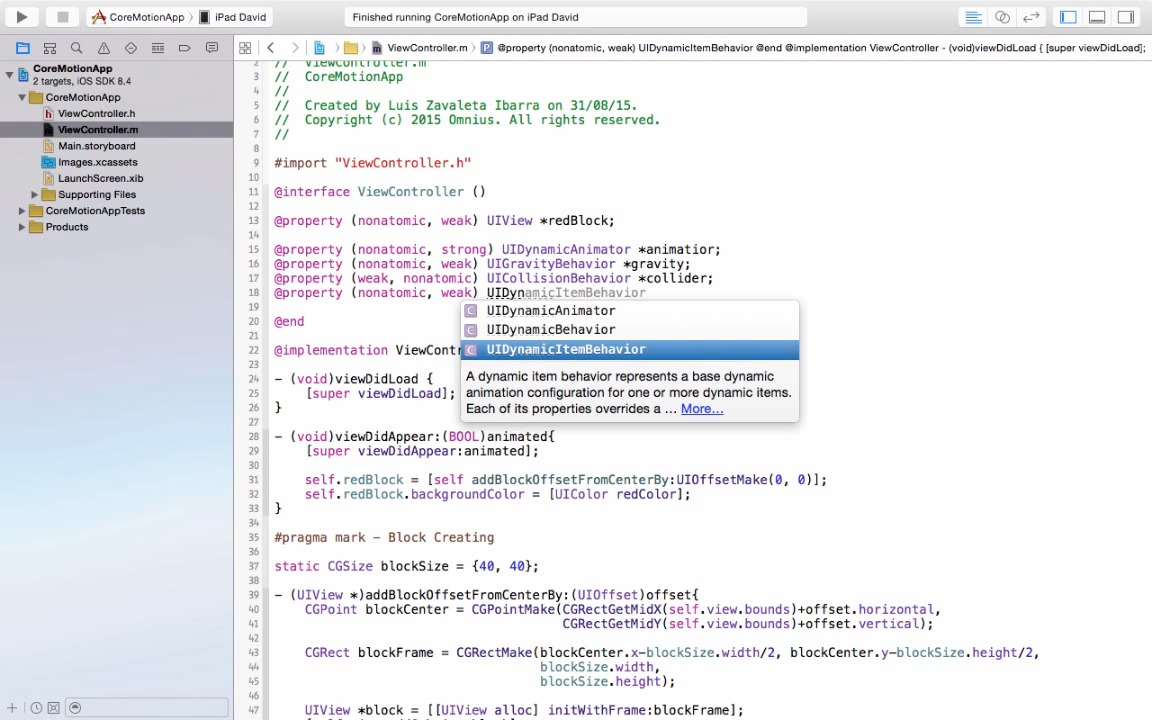 CoreMotionApp
iPad David
Finished running CoreMotionApp on iPad David
ViewController.m
@property (nonatomic, weak) UIDynamicItemBehavior @end @implementation ViewController - (void)viewDidLoad { [super viewDidLoad];
CoreMotionApp
2 targets, iOS SDK 8.4
CoreMotionApp
ViewController.h
ViewController.m
Main.storyboard
Images.xcassets
LaunchScreen.xib
Supporting Files
CoreMotionAppTests
Products
2 // ViewController.m
3 // CoreMotionApp
4 //
5 // Created by Luis Zavaleta Ibarra on 31/08/15.
6 // Copyright (c) 2015 Omnius. All rights reserved.
7 //
8
9 #import "ViewController.h"
10
11 @interface ViewController ()
12
13 @property (nonatomic, weak) UIView *redBlock;
14
15 @property (nonatomic, strong) UIDynamicAnimator *animatior;
16 @property (nonatomic, weak) UIGravityBehavior *gravity;
17 @property (weak, nonatomic) UICollisionBehavior *collider;
18 @property (nonatomic, weak) UIDynamicItemBehavior
19
20 @end
21
22 @implementation ViewContr
23
24 - (void)viewDidLoad {
25 [super viewDidLoad];
26 }
27
28 - (void)viewDidAppear:(BOOL)animated{
29 [super viewDidAppear:animated];
30
31 self.redBlock = [self addBlockOffsetFromCenterBy:UIOffsetMake(0, 0)];
32 self.redBlock.backgroundColor = [UIColor redColor];
33 }
34
35 #pragma mark - Block Creating
36
37 static CGSize blockSize = {40, 40};
38
39 - (UIView *)addBlockOffsetFromCenterBy:(UIOffset)offset{
40 CGPoint blockCenter = CGPointMake(CGRectGetMidX(self.view.bounds)+offset.horizontal,
41 CGRectGetMidY(self.view.bounds)+offset.vertical);
42
43 CGRect blockFrame = CGRectMake(blockCenter.x-blockSize.width/2, blockCenter.y-blockSize.height/2,
44 blockSize.width,
45 blockSize.height);
46
47 UIView *block = [[UIView alloc] initWithFrame:blockFrame];
C UIDynamicAnimator
C UIDynamicBehavior
C UIDynamicItemBehavior
A dynamic item behavior represents a base dynamic
animation configuration for one or more dynamic items.
Each of its properties overrides a ... More...